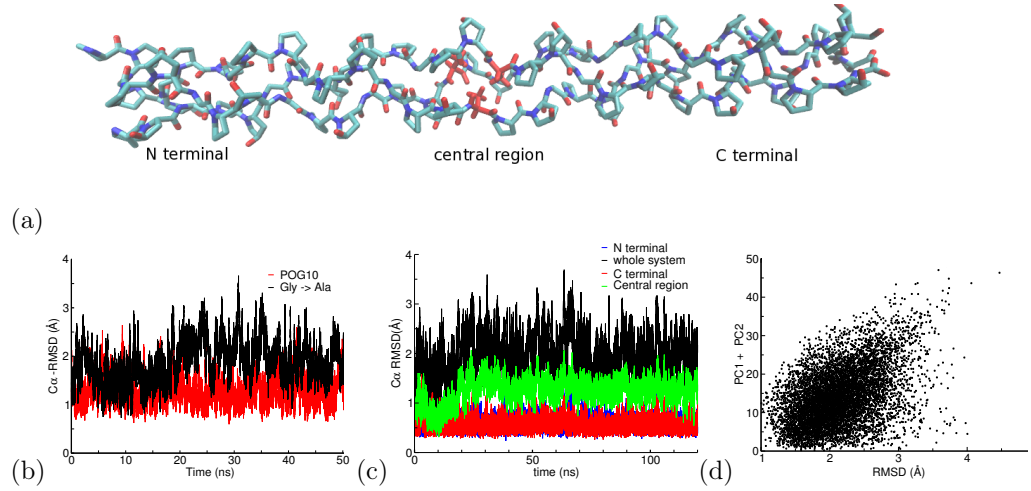 N terminal
central region
C terminal
(a)
4
3
2
1
0
0
10
20
30
40
50
Cα -RMSD(Å)
Time (ns)
POG10
Gly -> Ala
(b)
4
3
2
1
0
0
50
100
Cα RMSD(Å)
time (ns)
N terminal
whole system
C terminal
Central region
(c)
50
40
30
20
10
0
1
2
3
4
PC1 + PC2
RMSD (Å)
(d)